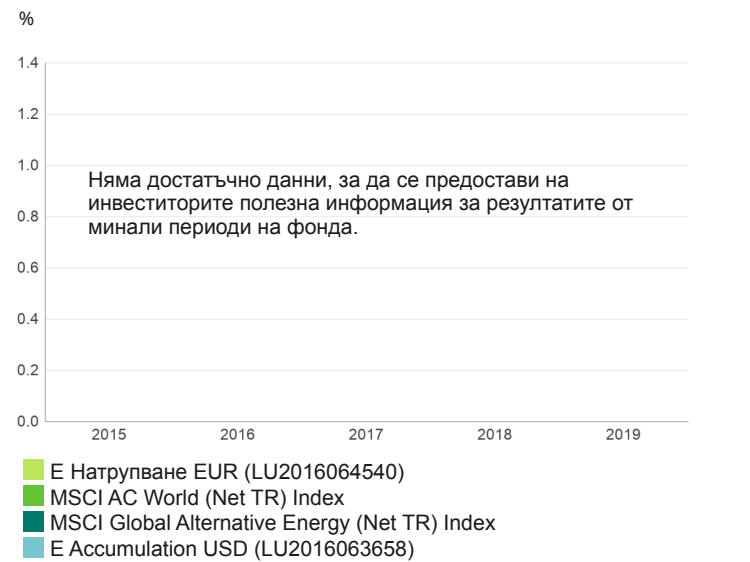 %
1.4
1.2
1.0
Няма достатъчно данни, за да се предостави на
инвеститорите полезна информация за резултатите от
минали периоди на фонда.
0.8
0.6
0.4
0.2
0.0
2015 2016 2017 2018 2019
Е Натрупване EUR (LU2016064540)
MSCI AC World (Net TR) Index
MSCI Global Alternative Energy (Net TR) Index
E Accumulation USD (LU2016063658)